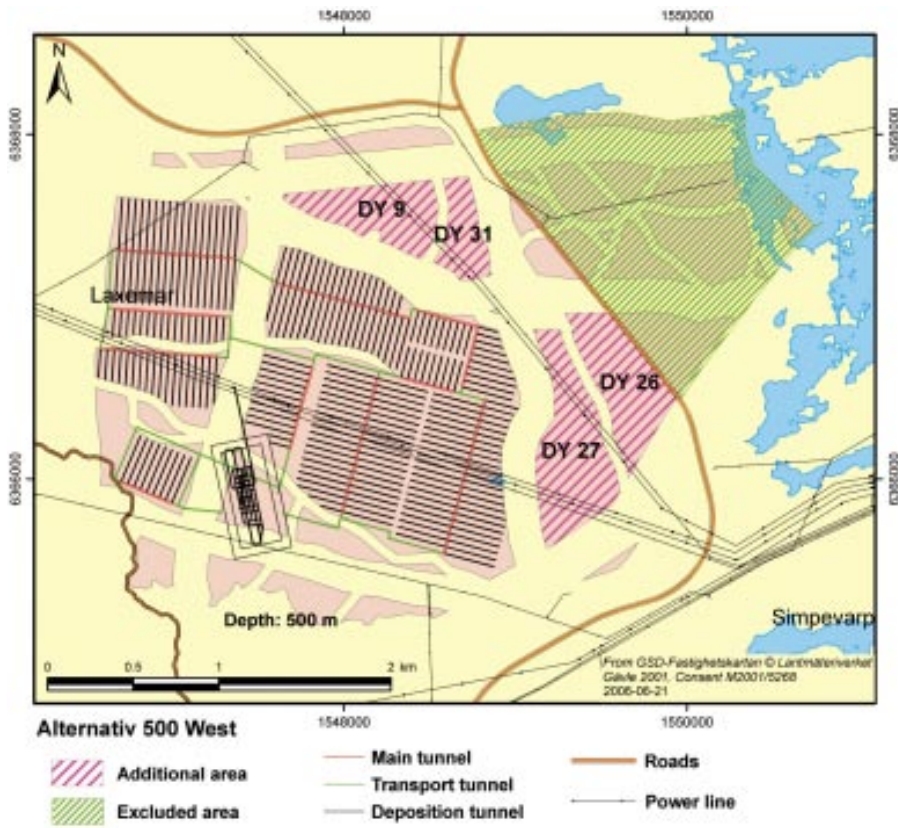 1548000 1550000
N
6368000 6368000
DY 9
DY 31
Laxemar
DY 26
DY 27
6366000 6366000
Depth: 500 m
Simpevarp
0 0.5 1 2 km
From GSD-Fastighetskartan © Lantmäteriverket
Gävle 2001, Consent M2001/5268
2006-06-21
1548000 1550000
Alternativ 500 West
Additional area
Excluded area
Main tunnel
Transport tunnel
Deposition tunnel
Roads
Power line